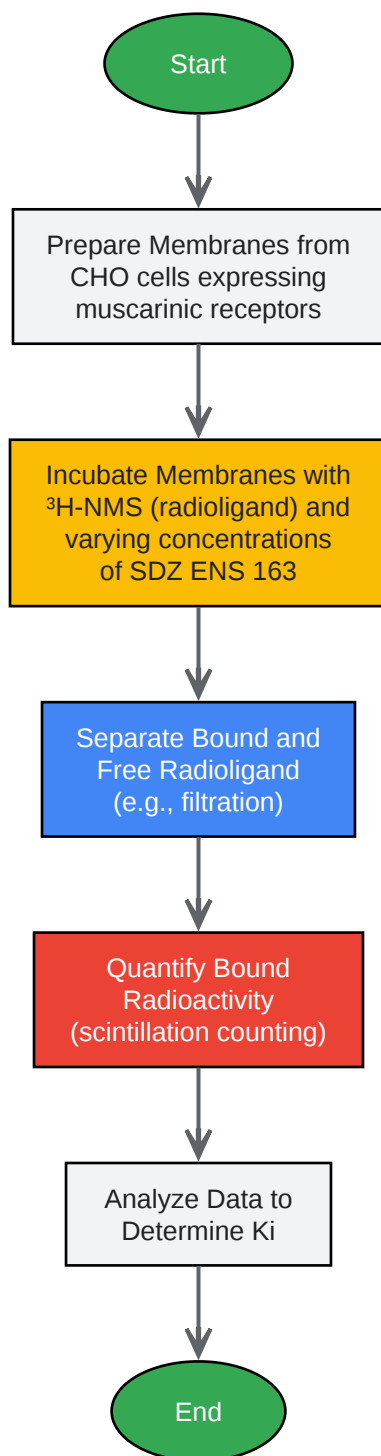 Start
Prepare Membranes from
CHO cells expressing
muscarinic receptors
Incubate Membranes with
³H-NMS (radioligand) and
varying concentrations
of SDZ ENS 163
Separate Bound and
Free Radioligand
(e.g., filtration)
Quantify Bound
Radioactivity
(scintillation counting)
Analyze Data to
Determine Ki
End